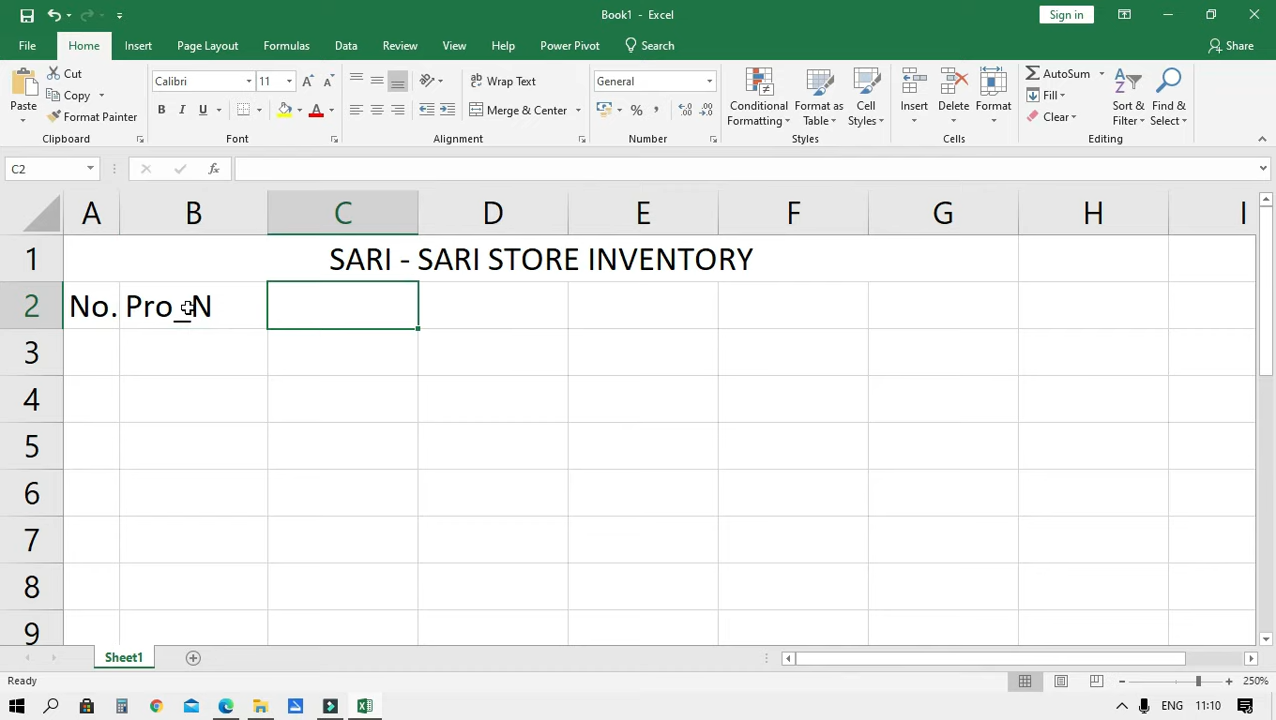 Book1 - Excel
Sign in
File Home Insert Page Layout Formulas Data Review View Help Power Pivot Search Share
Paste
Cut
Copy
Format Painter
Clipboard
Calibri 11
B I U A
Font
Wrap Text
Merge & Center
Alignment
General
% , .00
Number
Conditional Formatting
Format as Table
Cell Styles
Styles
Insert
Delete
Format
Cells
AutoSum
Fill
Clear
Sort & Filter
Find & Select
Editing
C2 fx
A B C D E F G H I
1 SARI - SARI STORE INVENTORY
2 No. Pro_N
3
4
5
6
7
8
9
Sheet1
Ready 250%
ENG 11:10